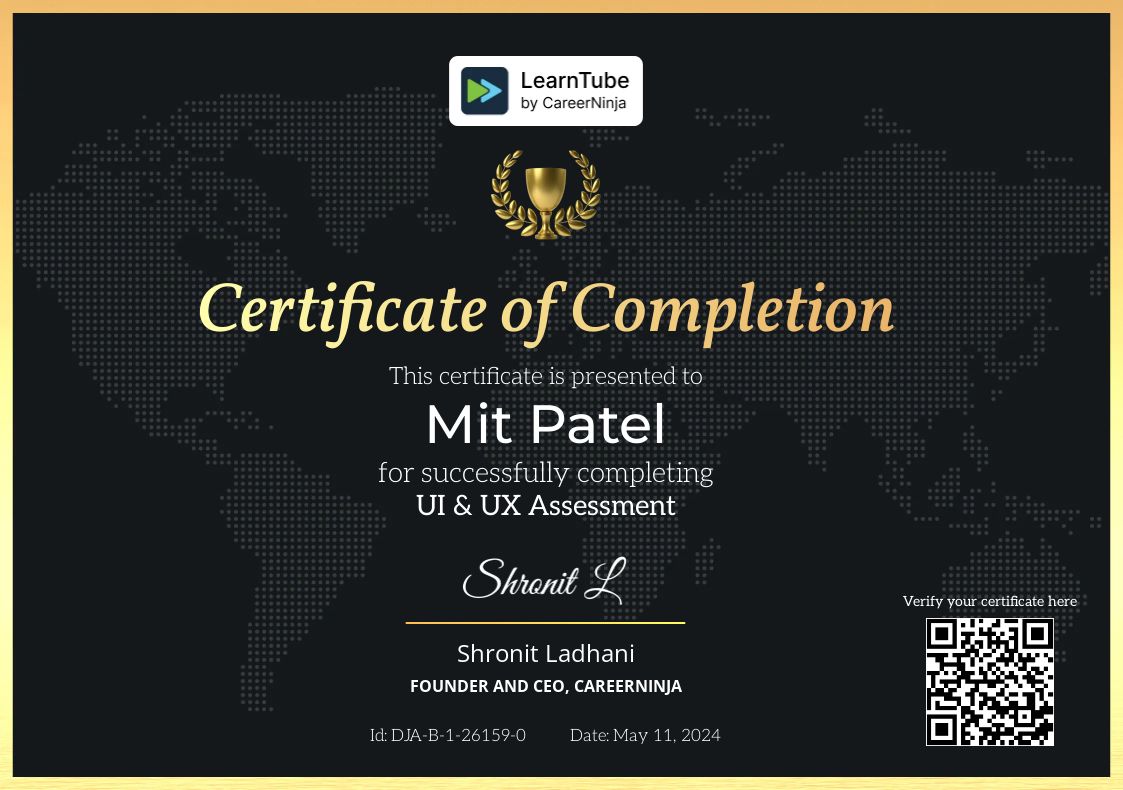 LearnTube
by CareerNinja
Certificate of Completion
This certificate is presented to
Mit Patel
for successfully completing
UI & UX Assessment
Shronit L
Shronit Ladhani
FOUNDER AND CEO, CAREERNINJA
Verify your certificate here
Id: DJA-B-1-26159-0 Date: May 11, 2024